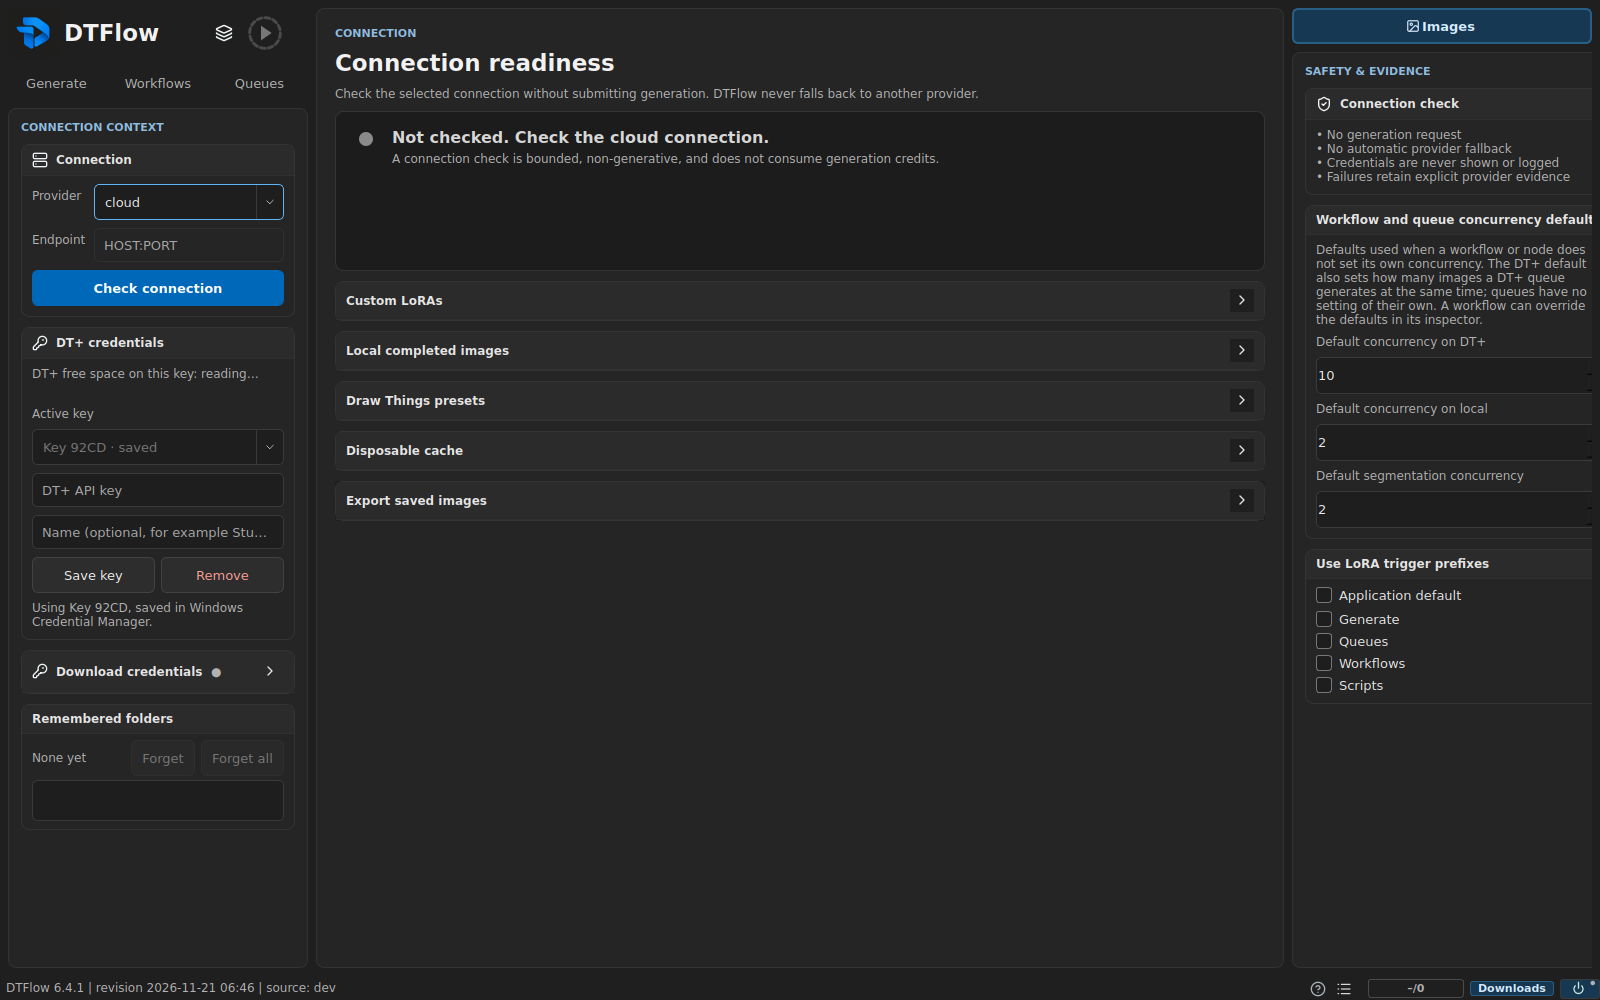 DTFlow
Generate
Workflows
Queues
CONNECTION CONTEXT
Connection
Provider
cloud
Endpoint
HOST:PORT
Check connection
DT+ credentials
DT+ free space on this key: reading...
Active key
Key 92CD · saved
DT+ API key
Name (optional, for example Stu...
Save key
Remove
Using Key 92CD, saved in Windows
Credential Manager.
Download credentials
Remembered folders
None yet
Forget
Forget all
CONNECTION
Connection readiness
Check the selected connection without submitting generation. DTFlow never falls back to another provider.
Not checked. Check the cloud connection.
A connection check is bounded, non-generative, and does not consume generation credits.
Custom LoRAs
Local completed images
Draw Things presets
Disposable cache
Export saved images
Images
SAFETY & EVIDENCE
Connection check
• No generation request
• No automatic provider fallback
• Credentials are never shown or logged
• Failures retain explicit provider evidence
Workflow and queue concurrency default
Defaults used when a workflow or node does
not set its own concurrency. The DT+ default
also sets how many images a DT+ queue
generates at the same time; queues have no
setting of their own. A workflow can override
the defaults in its inspector.
Default concurrency on DT+
10
Default concurrency on local
2
Default segmentation concurrency
2
Use LoRA trigger prefixes
Application default
Generate
Queues
Workflows
Scripts
DTFlow 6.4.1 | revision 2026-11-21 06:46 | source: dev
-/0
Downloads